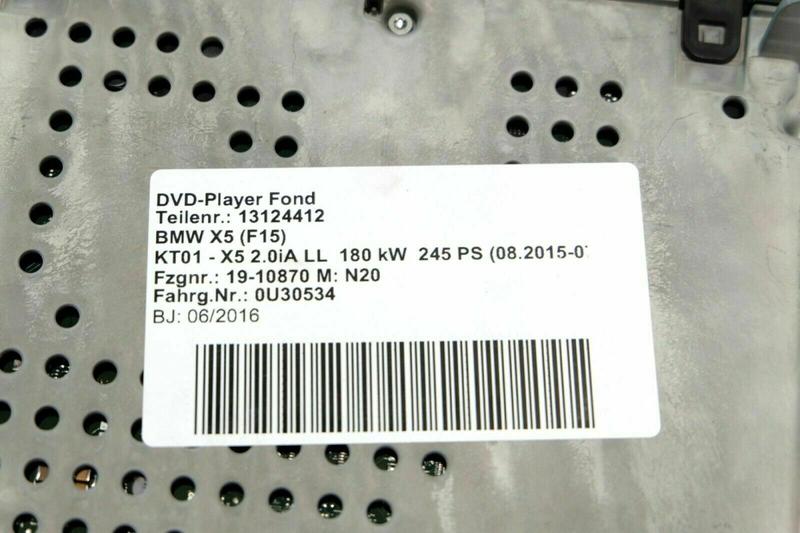 DVD-Player Fond
Teilenr.: 13124412
BMW X5 (F15)
KT01 - X5 2.0iA LL 180 kW 245 PS (08.2015-0
Fzgnr.: 19-10870 M: N20
Fahrg.Nr.: 0U30534
BJ: 06/2016